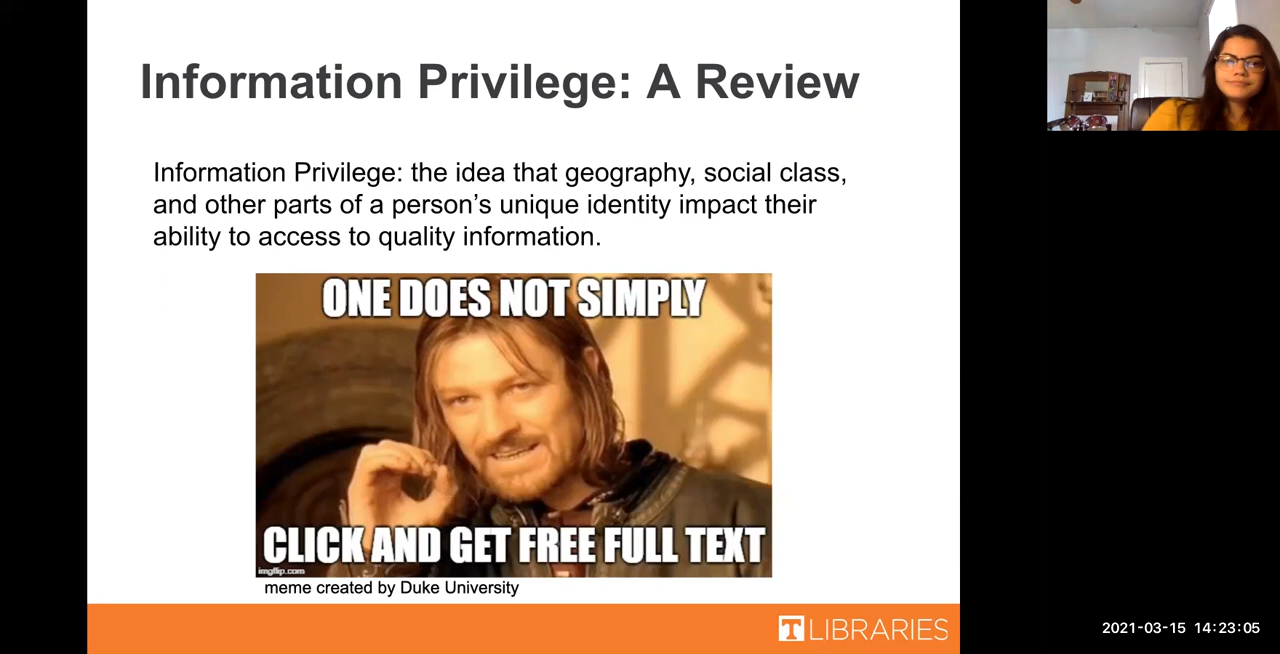 Information Privilege: A Review
Information Privilege: the idea that geography, social class,
and other parts of a person’s unique identity impact their
ability to access to quality information.
ONE DOES NOT SIMPLY
CLICK AND GET FREE FULL TEXT
imgflip.com
meme created by Duke University
T LIBRARIES
2021-03-15 14:23:05